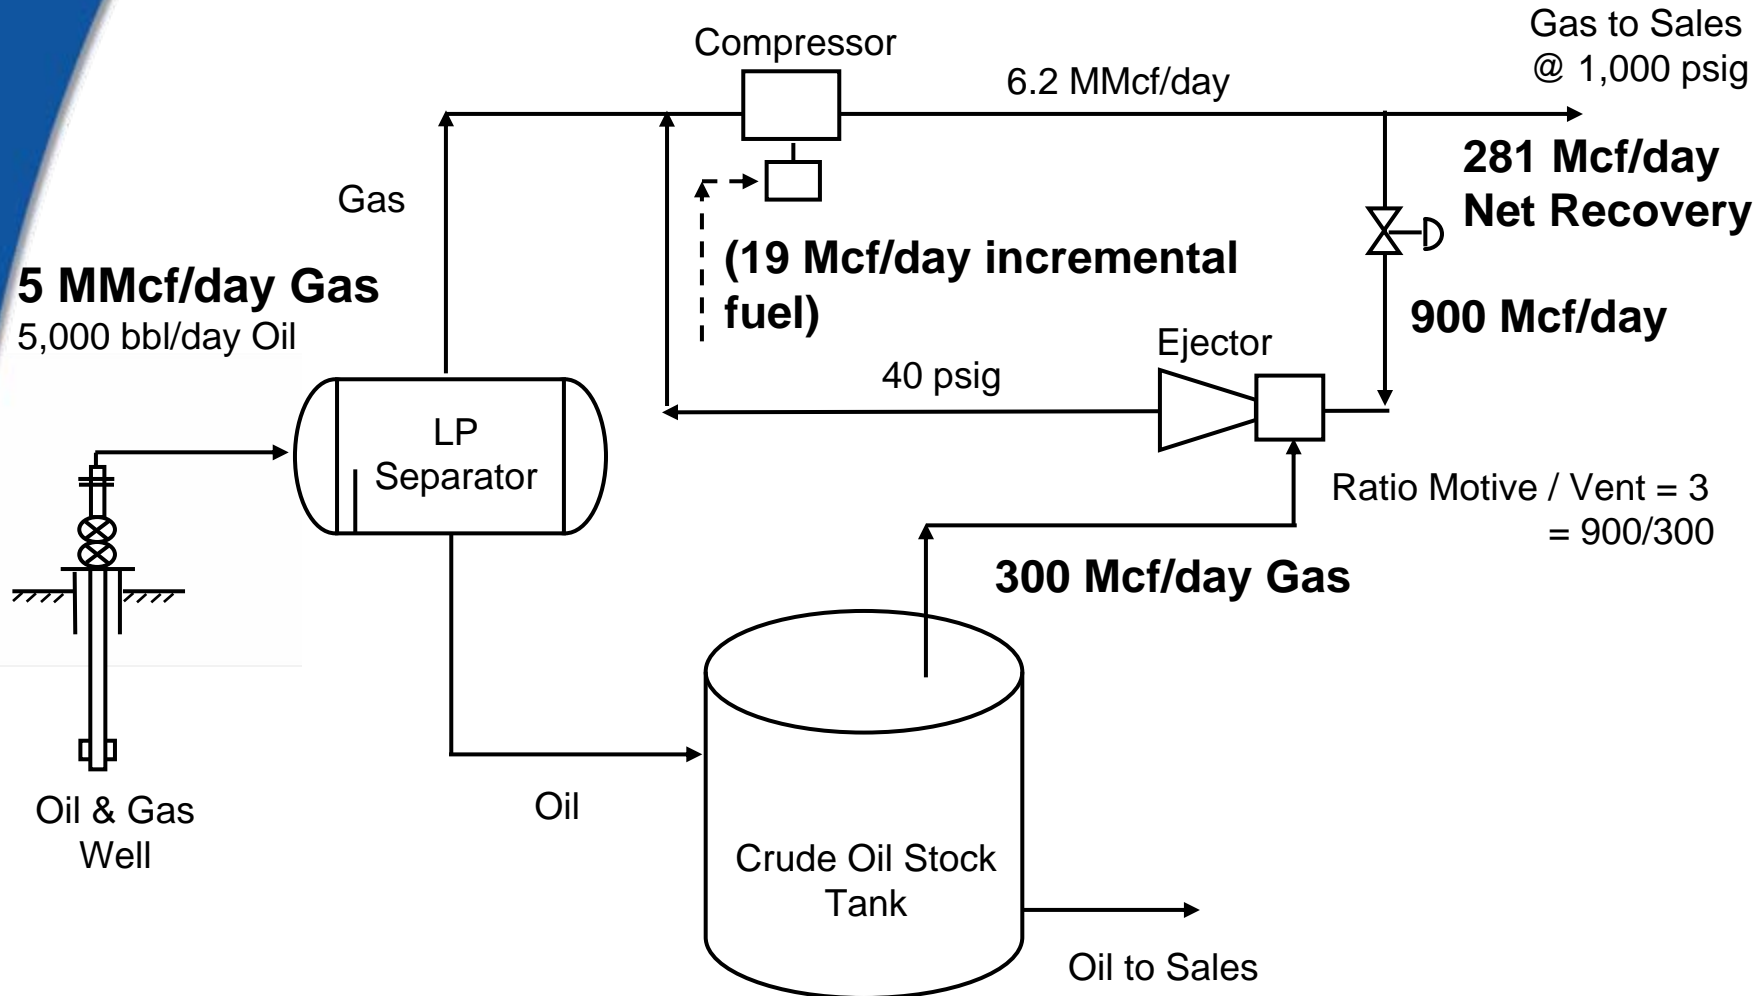 Gas to Sales
@ 1,000 psig
Compressor
6.2 MMcf/day
281 Mcf/day
Net Recovery
Gas
(19 Mcf/day incremental
fuel)
5 MMcf/day Gas
5,000 bbl/day Oil
900 Mcf/day
Ejector
40 psig
LP
Separator
Ratio Motive / Vent = 3
= 900/300
300 Mcf/day Gas
Oil & Gas
Well
Oil
Crude Oil Stock
Tank
Oil to Sales